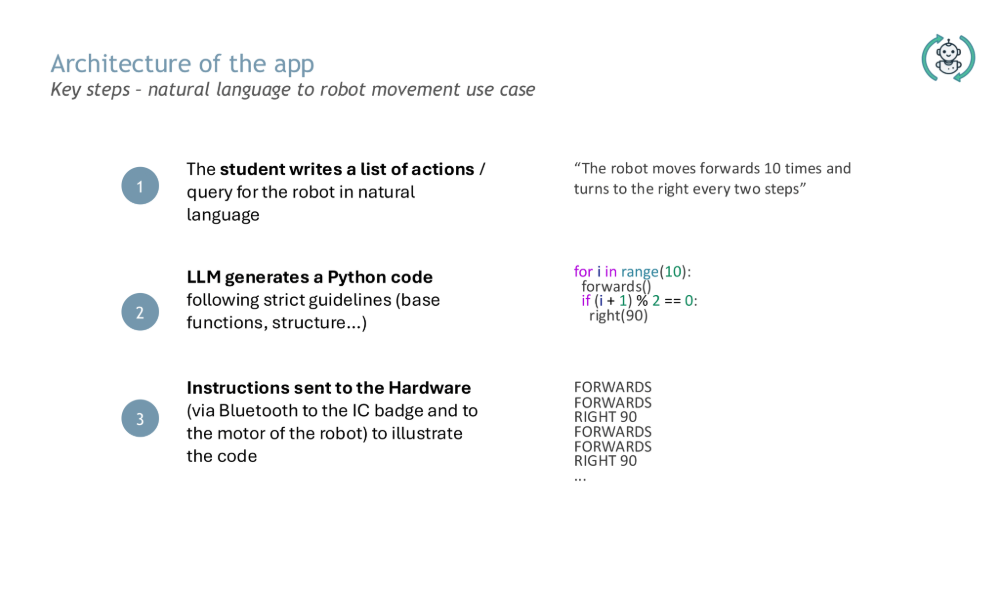 Architecture of the app
Key steps – natural language to robot movement use case
1
The student writes a list of actions /
query for the robot in natural
language
“The robot moves forwards 10 times and
turns to the right every two steps”
2
LLM generates a Python code
following strict guidelines (base
functions, structure…)
for i in range(10):
  forwards()
  if (i + 1) % 2 == 0:
    right(90)
3
Instructions sent to the Hardware
(via Bluetooth to the IC badge and to
the motor of the robot) to illustrate
the code
FORWARDS
FORWARDS
RIGHT 90
FORWARDS
FORWARDS
RIGHT 90
…